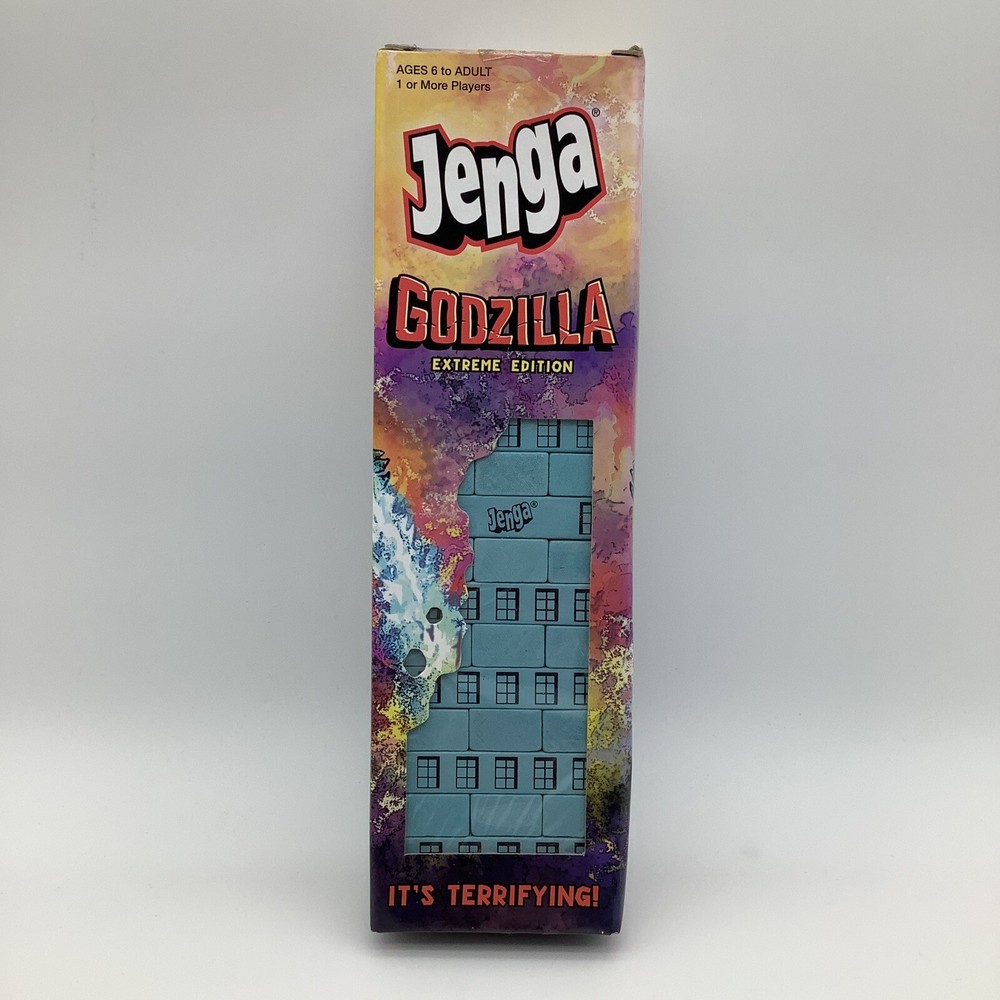 AGES 6 to ADULT
1 or More Players
Jenga®
GODZILLA
EXTREME EDITION
Jenga®
IT'S TERRIFYING!